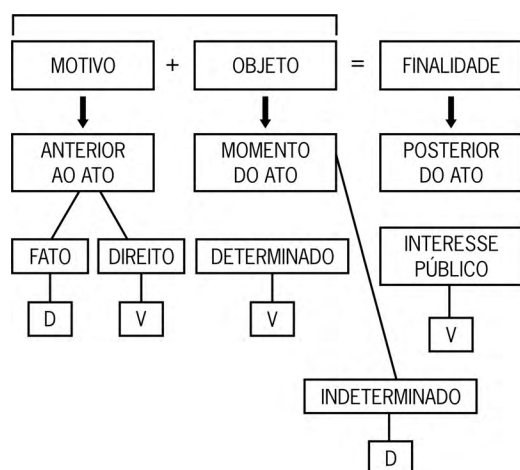 MOTIVO + OBJETO = FINALIDADE
ANTERIOR
AO ATO
MOMENTO
DO ATO
POSTERIOR
DO ATO
FATO
DIREITO
DETERMINADO
INTERESSE
PÚBLICO
D
V
V
V
INDETERMINADO
D